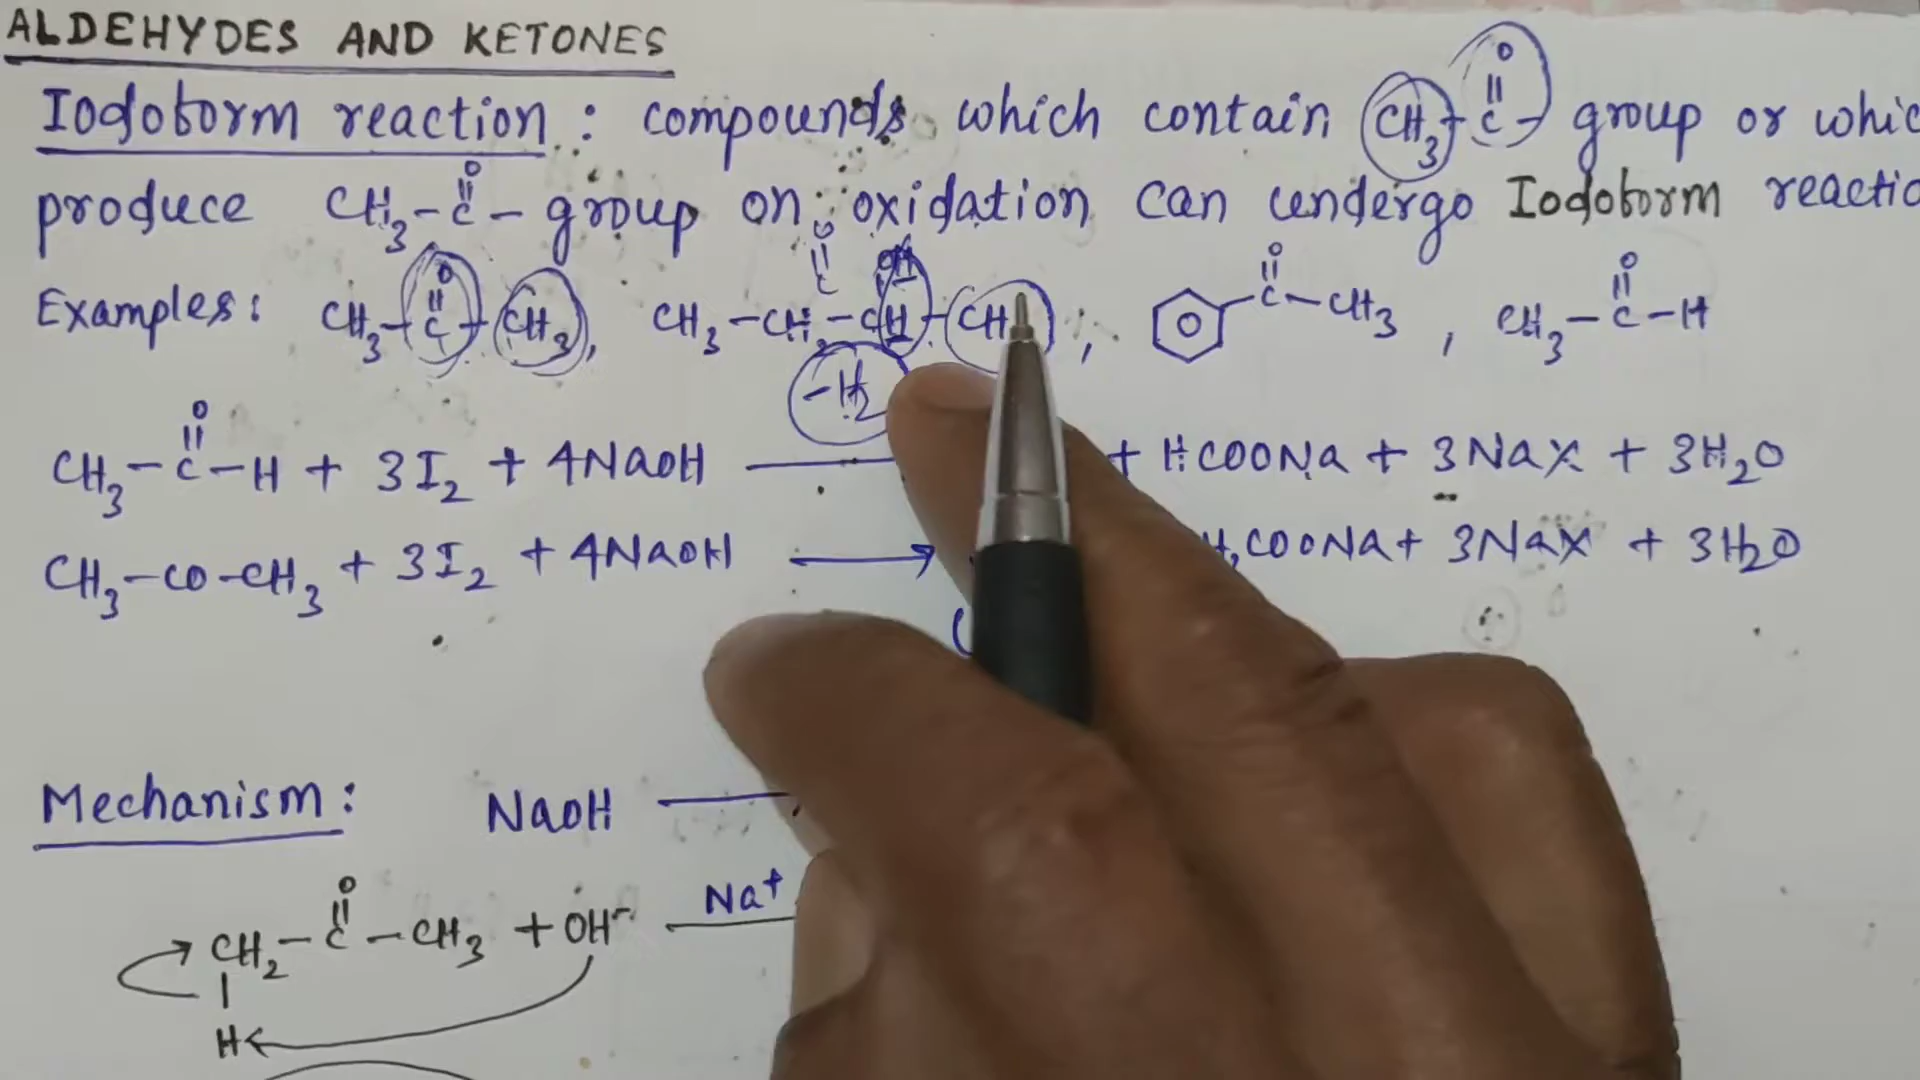 ALDEHYDES AND KETONES
Iodoform reaction : compounds which contain CH3-C(=O)- group or whic
produce CH3-C(=O)- group on oxidation can undergo Iodoform reactio
Examples: CH3-C(=O)-CH3, CH3-CH2-CH(OH)-CH , C6H5-C(=O)-CH3 , CH3-C(=O)-H
O = C
-H2
CH3-C(=O)-H + 3I2 + 4NaOH + HCOONa + 3NaX + 3H2O
CH3-CO-CH3 + 3I2 + 4NaOH → COONa + 3NaX + 3H2O
Mechanism: NaOH
CH2-C(=O)-CH3 + OH- Na+
H